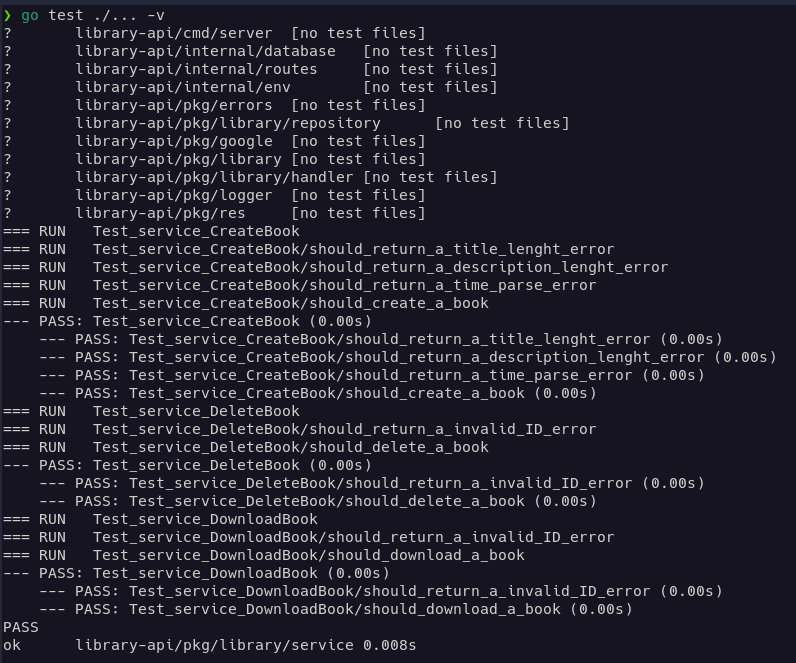 ❯ go test ./... -v
?       library-api/cmd/server  [no test files]
?       library-api/internal/database   [no test files]
?       library-api/internal/routes     [no test files]
?       library-api/internal/env        [no test files]
?       library-api/pkg/errors  [no test files]
?       library-api/pkg/library/repository      [no test files]
?       library-api/pkg/google  [no test files]
?       library-api/pkg/library [no test files]
?       library-api/pkg/library/handler [no test files]
?       library-api/pkg/logger  [no test files]
?       library-api/pkg/res     [no test files]
=== RUN   Test_service_CreateBook
=== RUN   Test_service_CreateBook/should_return_a_title_lenght_error
=== RUN   Test_service_CreateBook/should_return_a_description_lenght_error
=== RUN   Test_service_CreateBook/should_return_a_time_parse_error
=== RUN   Test_service_CreateBook/should_create_a_book
--- PASS: Test_service_CreateBook (0.00s)
    --- PASS: Test_service_CreateBook/should_return_a_title_lenght_error (0.00s)
    --- PASS: Test_service_CreateBook/should_return_a_description_lenght_error (0.00s)
    --- PASS: Test_service_CreateBook/should_return_a_time_parse_error (0.00s)
    --- PASS: Test_service_CreateBook/should_create_a_book (0.00s)
=== RUN   Test_service_DeleteBook
=== RUN   Test_service_DeleteBook/should_return_a_invalid_ID_error
=== RUN   Test_service_DeleteBook/should_delete_a_book
--- PASS: Test_service_DeleteBook (0.00s)
    --- PASS: Test_service_DeleteBook/should_return_a_invalid_ID_error (0.00s)
    --- PASS: Test_service_DeleteBook/should_delete_a_book (0.00s)
=== RUN   Test_service_DownloadBook
=== RUN   Test_service_DownloadBook/should_return_a_invalid_ID_error
=== RUN   Test_service_DownloadBook/should_download_a_book
--- PASS: Test_service_DownloadBook (0.00s)
    --- PASS: Test_service_DownloadBook/should_return_a_invalid_ID_error (0.00s)
    --- PASS: Test_service_DownloadBook/should_download_a_book (0.00s)
PASS
ok      library-api/pkg/library/service 0.008s